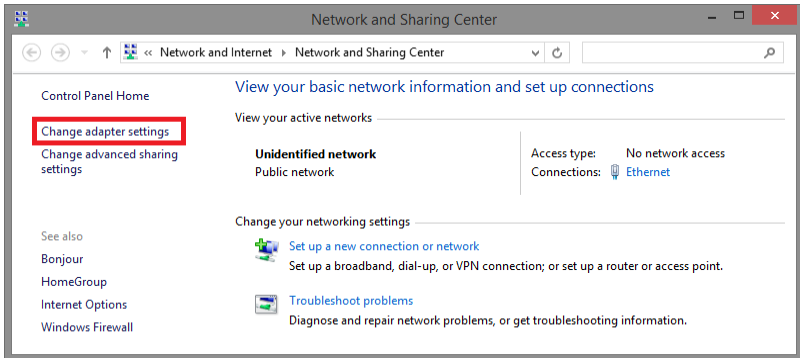 Network and Sharing Center
« Network and Internet Network and Sharing Center
Control Panel Home
Change adapter settings
Change advanced sharing
settings
See also
Bonjour
HomeGroup
Internet Options
Windows Firewall
View your basic network information and set up connections
View your active networks
Unidentified network
Public network
Access type: No network access
Connections: Ethernet
Change your networking settings
Set up a new connection or network
Set up a broadband, dial-up, or VPN connection; or set up a router or access point.
Troubleshoot problems
Diagnose and repair network problems, or get troubleshooting information.